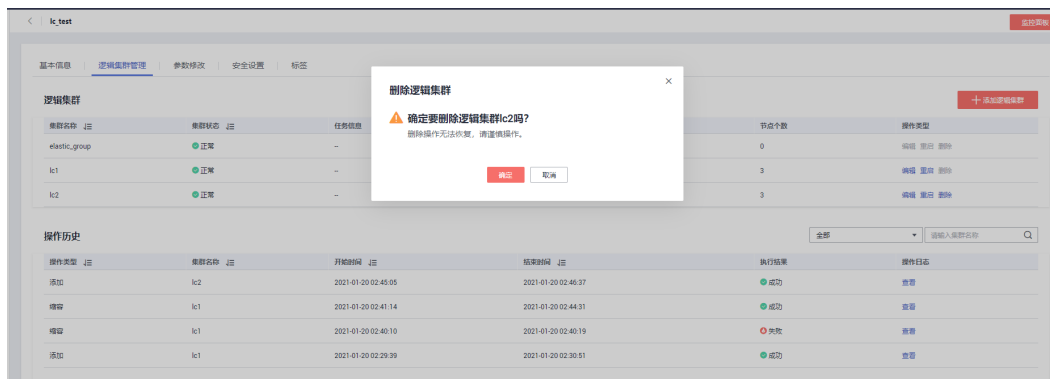 < lc_test
监控面板
基本信息 逻辑集群管理 参数修改 安全设置 标签
逻辑集群
+ 添加逻辑集群
集群名称 集群状态 任务信息 节点个数 操作类型
elastic_group 正常 -- 0 编辑 重启 删除
lc1 正常 -- 3 编辑 重启 删除
lc2 正常 -- 3 编辑 重启 删除
删除逻辑集群
确定要删除逻辑集群lc2吗?
删除操作无法恢复，请谨慎操作。
确定 取消
操作历史
全部 请输入集群名称
操作类型 集群名称 开始时间 结束时间 执行结果 操作日志
添加 lc2 2021-01-20 02:45:05 2021-01-20 02:46:37 成功 查看
缩容 lc1 2021-01-20 02:41:14 2021-01-20 02:44:31 成功 查看
缩容 lc1 2021-01-20 02:40:10 2021-01-20 02:40:19 失败 查看
添加 lc1 2021-01-20 02:29:39 2021-01-20 02:30:51 成功 查看